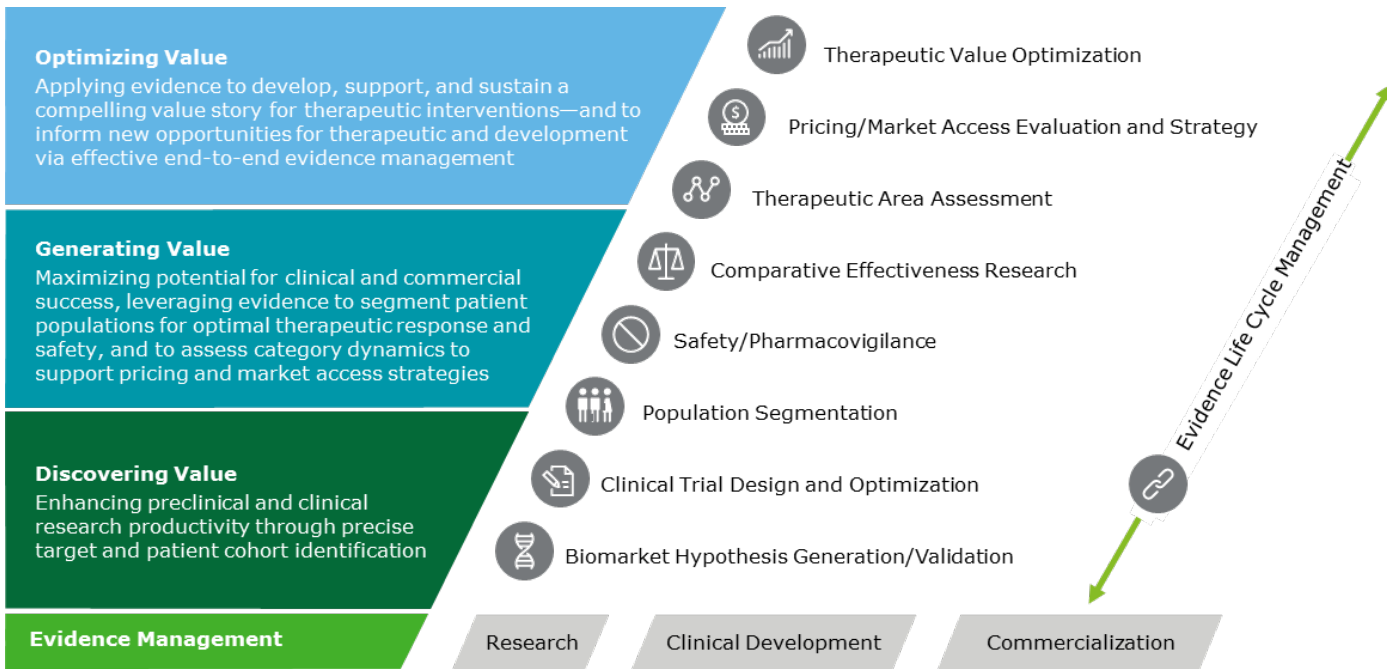 Optimizing Value
Applying evidence to develop, support, and sustain a
compelling value story for therapeutic interventions—and to
inform new opportunities for therapeutic and development
via effective end-to-end evidence management
Generating Value
Maximizing potential for clinical and commercial
success, leveraging evidence to segment patient
populations for optimal therapeutic response and
safety, and to assess category dynamics to
support pricing and market access strategies
Discovering Value
Enhancing preclinical and clinical
research productivity through precise
target and patient cohort identification
Evidence Management
Therapeutic Value Optimization
$
Pricing/Market Access Evaluation and Strategy
Therapeutic Area Assessment
Comparative Effectiveness Research
Safety/Pharmacovigilance
Population Segmentation
Clinical Trial Design and Optimization
Biomarket Hypothesis Generation/Validation
Evidence Life Cycle Management
Research
Clinical Development
Commercialization